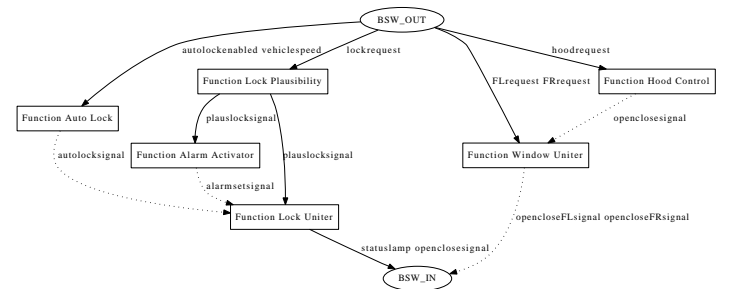 BSW_OUT
autolockenabled vehiclespeed
lockrequest
hoodrequest
Function Lock Plausibility
FLrequest FRrequest
Function Hood Control
Function Auto Lock
plauslocksignal
openclosesignal
autolocksignal
Function Alarm Activator
plauslocksignal
Function Window Uniter
alarmsetsignal
Function Lock Uniter
opencloseFLsignal opencloseFRsignal
statuslamp openclosesignal
BSW_IN